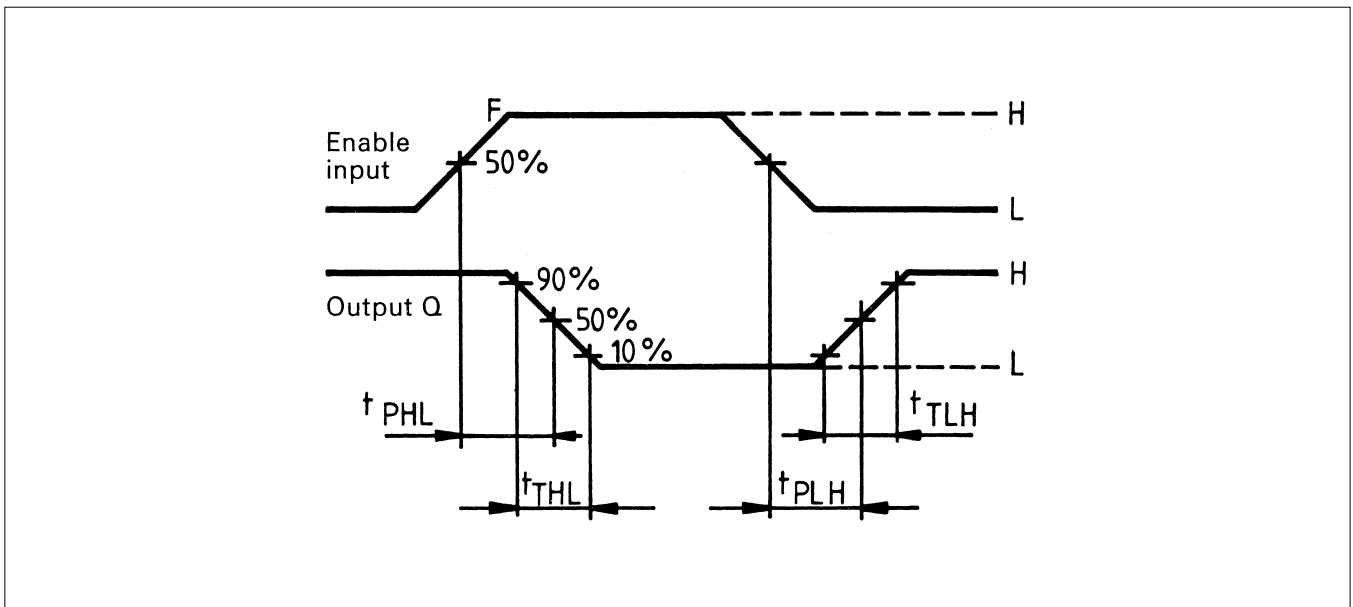 F
H
Enable
input
50%
L
90%
H
Output Q
50%
10%
L
t PHL
t TLH
t THL
t PLH